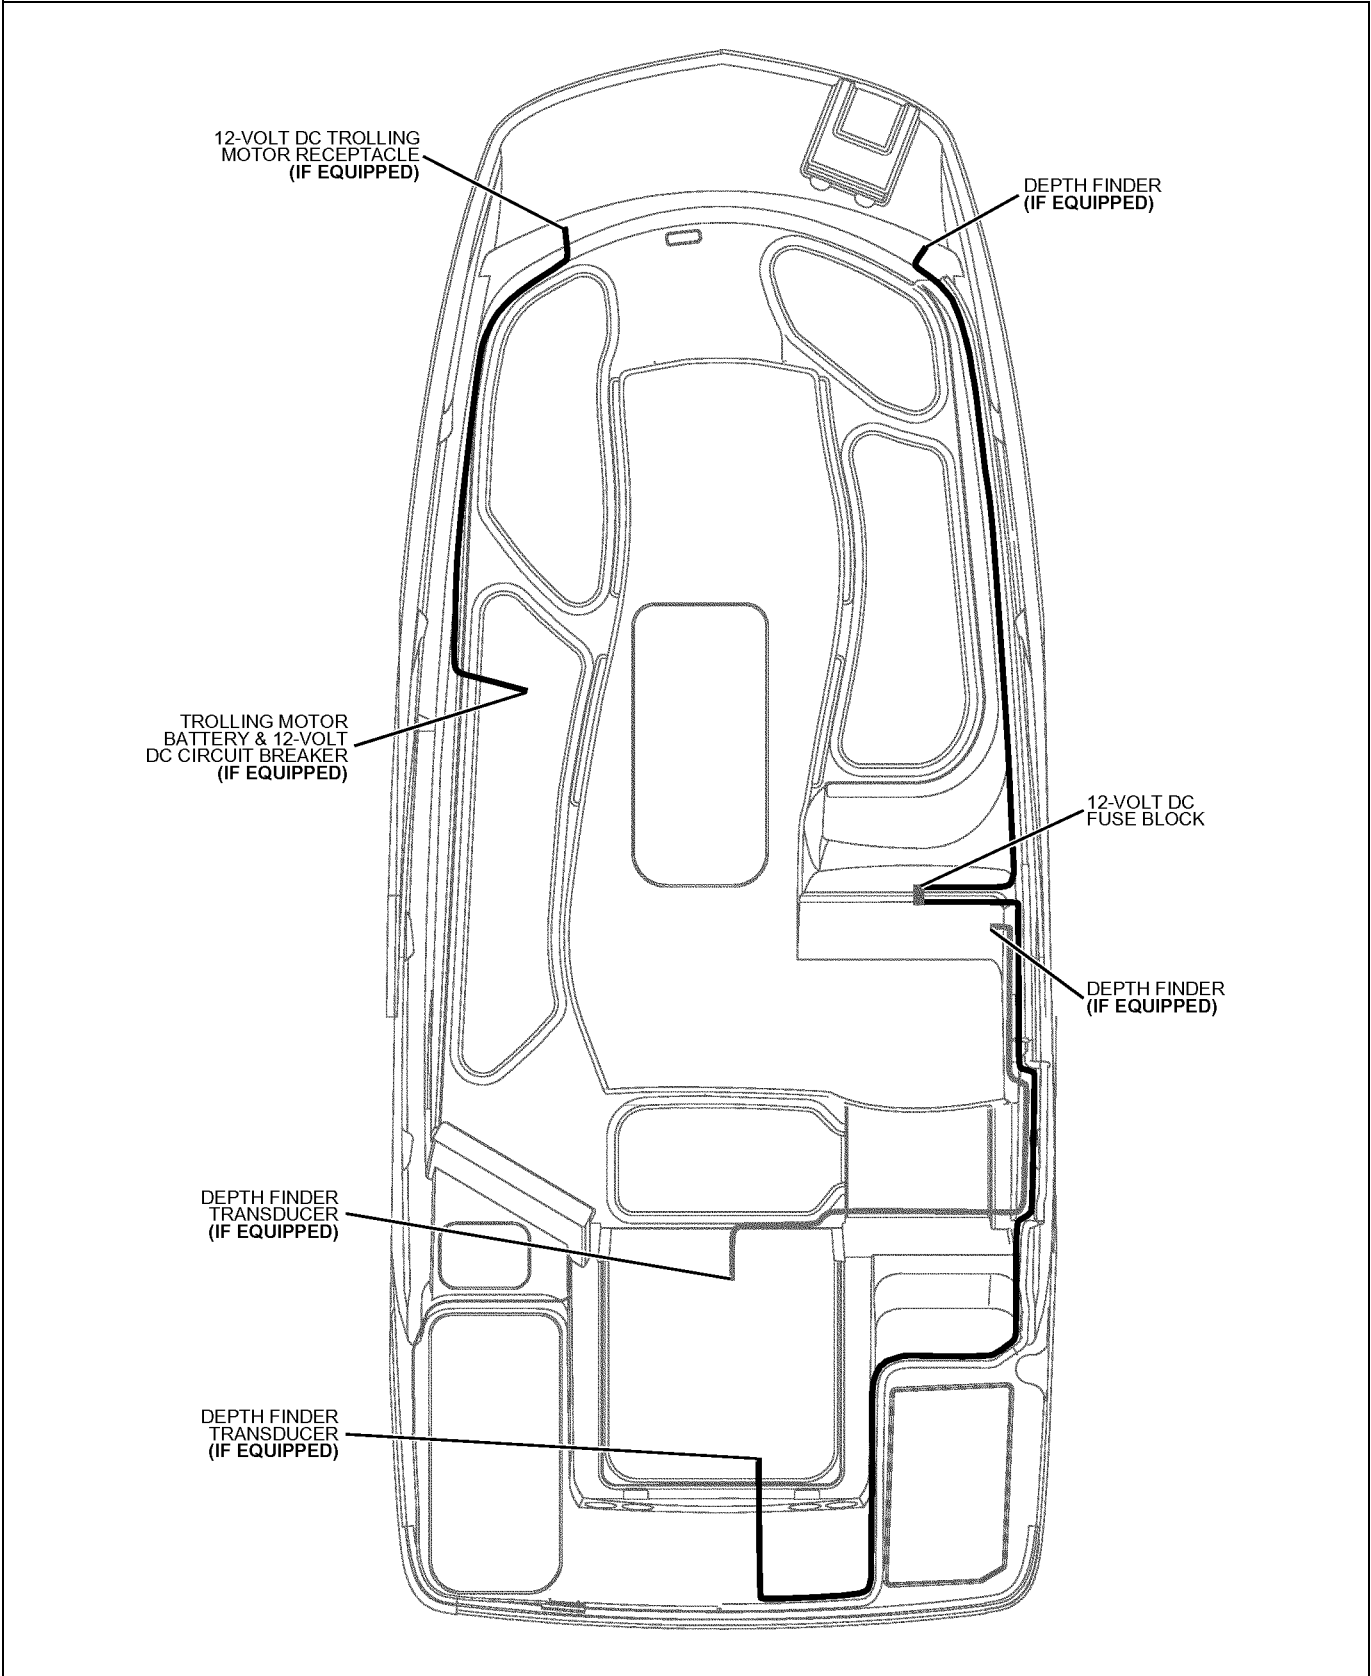 12-VOLT DC TROLLING
MOTOR RECEPTACLE
(IF EQUIPPED)
DEPTH FINDER
(IF EQUIPPED)
TROLLING MOTOR
BATTERY & 12-VOLT
DC CIRCUIT BREAKER
(IF EQUIPPED)
12-VOLT DC
FUSE BLOCK
DEPTH FINDER
(IF EQUIPPED)
DEPTH FINDER
TRANSDUCER
(IF EQUIPPED)
DEPTH FINDER
TRANSDUCER
(IF EQUIPPED)